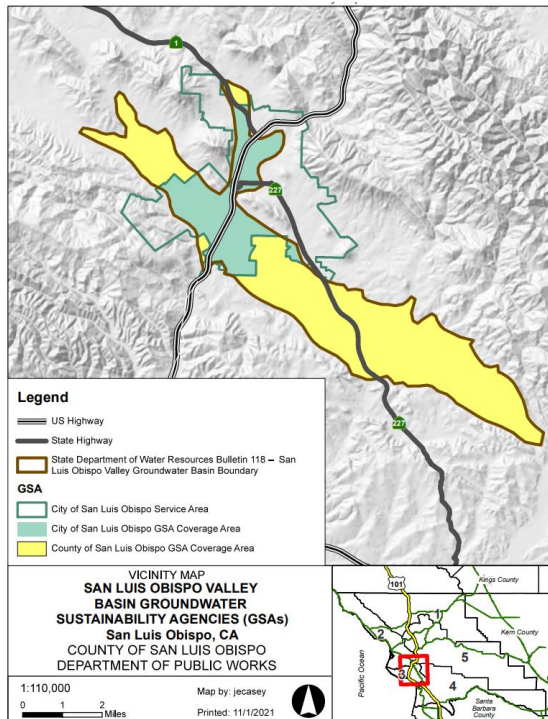 1
227
227
Legend
US Highway
State Highway
State Department of Water Resources Bulletin 118 – San
Luis Obispo Valley Groundwater Basin Boundary
GSA
City of San Luis Obispo Service Area
City of San Luis Obispo GSA Coverage Area
County of San Luis Obispo GSA Coverage Area
VICINITY MAP
SAN LUIS OBISPO VALLEY
BASIN GROUNDWATER
SUSTAINABILITY AGENCIES (GSAs)
San Luis Obispo, CA
COUNTY OF SAN LUIS OBISPO
DEPARTMENT OF PUBLIC WORKS
1:110,000
0 1 2
Miles
Map by: jecasey
Printed: 11/1/2021
101
Kings County
1
Kern County
2
5
Pacific Ocean
3
4
Santa
Barbara
County